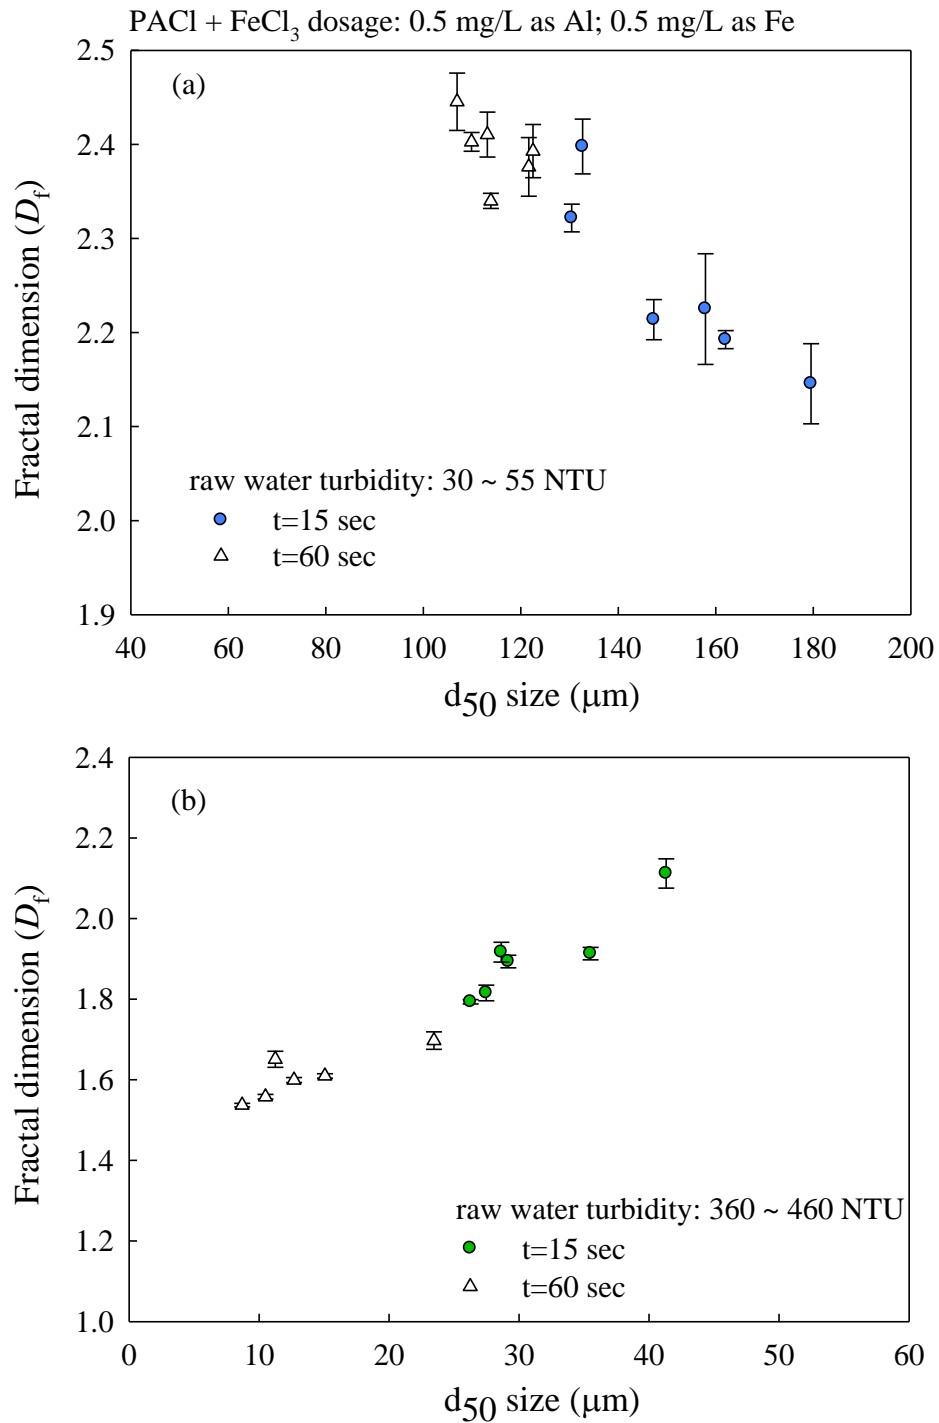 PACl + FeCl3 dosage: 0.5 mg/L as Al; 0.5 mg/L as Fe
(a)
Fractal dimension (Df)
2.5
2.4
2.3
2.2
2.1
2.0
1.9
raw water turbidity: 30 ~ 55 NTU
t=15 sec
t=60 sec
40 60 80 100 120 140 160 180 200
d50 size (μm)
(b)
Fractal dimension (Df)
2.4
2.2
2.0
1.8
1.6
1.4
1.2
1.0
raw water turbidity: 360 ~ 460 NTU
t=15 sec
t=60 sec
0 10 20 30 40 50 60
d50 size (μm)